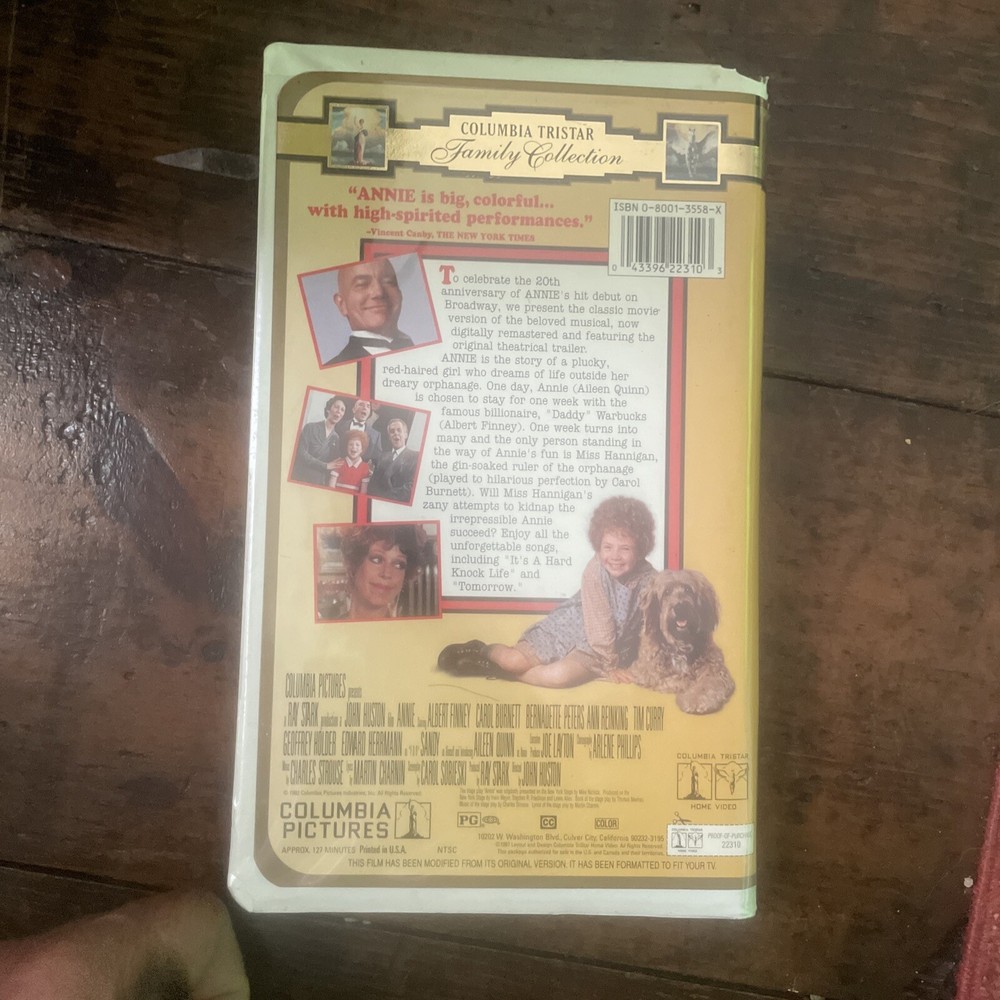 COLUMBIA TRISTAR
Family Collection
"ANNIE is big, colorful...
with high-spirited performances."
–Vincent Canby, THE NEW YORK TIMES
ISBN 0-8001-3558-X
0 43396 22310 3
To celebrate the 20th
anniversary of ANNIE's hit debut on
Broadway, we present the classic movie
version of the beloved musical, now
digitally remastered and featuring the
original theatrical trailer.
ANNIE is the story of a plucky,
red-haired girl who dreams of life outside her
dreary orphanage. One day, Annie (Aileen Quinn)
is chosen to stay for one week with the
famous billionaire, "Daddy" Warbucks
(Albert Finney). One week turns into
many and the only person standing in
the way of Annie's fun is Miss Hannigan,
the gin-soaked ruler of the orphanage
(played to hilarious perfection by Carol
Burnett). Will Miss Hannigan's
zany attempts to kidnap the
irrepressible Annie
succeed? Enjoy all the
unforgettable songs,
including "It's A Hard
Knock Life" and
"Tomorrow."
COLUMBIA PICTURES presents
a RAY STARK production a JOHN HUSTON film ANNIE ALBERT FINNEY CAROL BURNETT BERNADETTE PETERS ANN REINKING TIM CURRY
GEOFFREY HOLDER EDWARD HERRMANN SANDY AILEEN QUINN as Annie JOE LAYTON ARLENE PHILLIPS
CHARLES STROUSE MARTIN CHARNIN CAROL SOBIESKI RAY STARK JOHN HUSTON
COLUMBIA TRISTAR
HOME VIDEO
COLUMBIA
PICTURES
PG
CC
COLOR
10202 W Washington Blvd., Culver City, California 90232-3195
APPROX. 127 MINUTES Printed in U.S.A. NTSC
PROOF-OF-PURCHASE
22310
THIS FILM HAS BEEN MODIFIED FROM ITS ORIGINAL VERSION. IT HAS BEEN FORMATTED TO FIT YOUR TV.